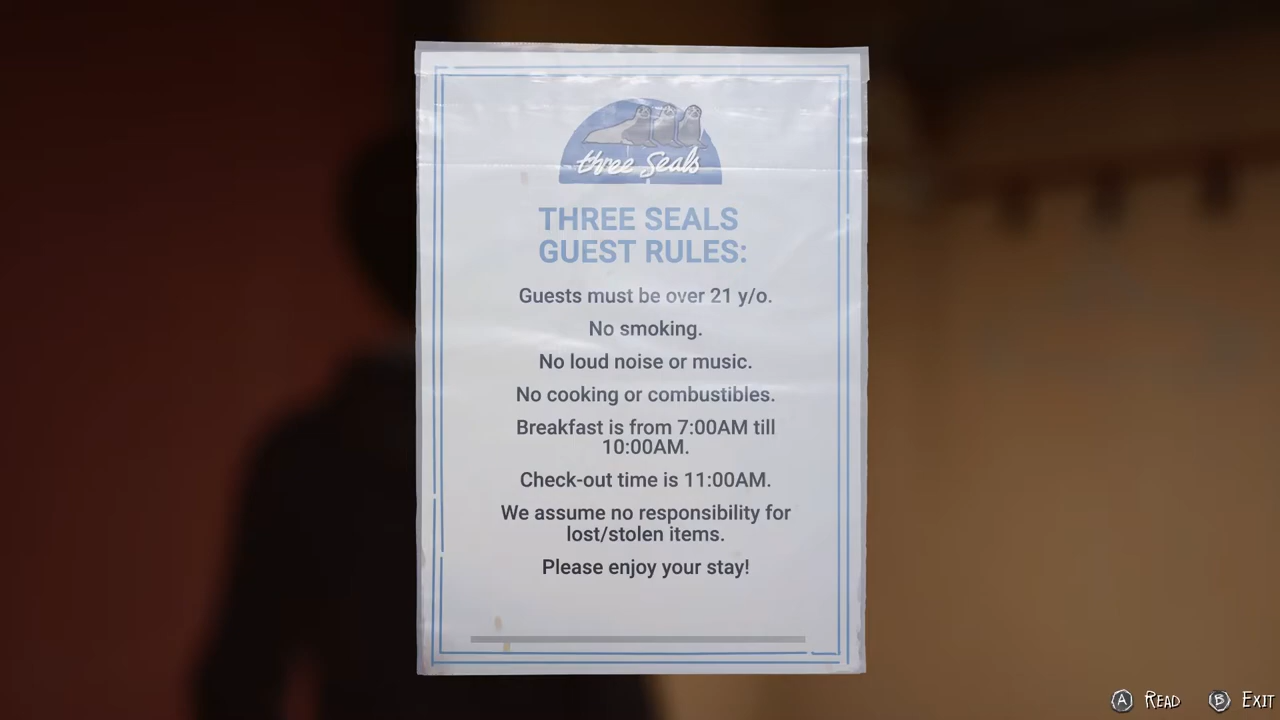 three Seals
THREE SEALS
GUEST RULES:
Guests must be over 21 y/o.
No smoking.
No loud noise or music.
No cooking or combustibles.
Breakfast is from 7:00AM till
10:00AM.
Check-out time is 11:00AM.
We assume no responsibility for
lost/stolen items.
Please enjoy your stay!
A READ B EXIT